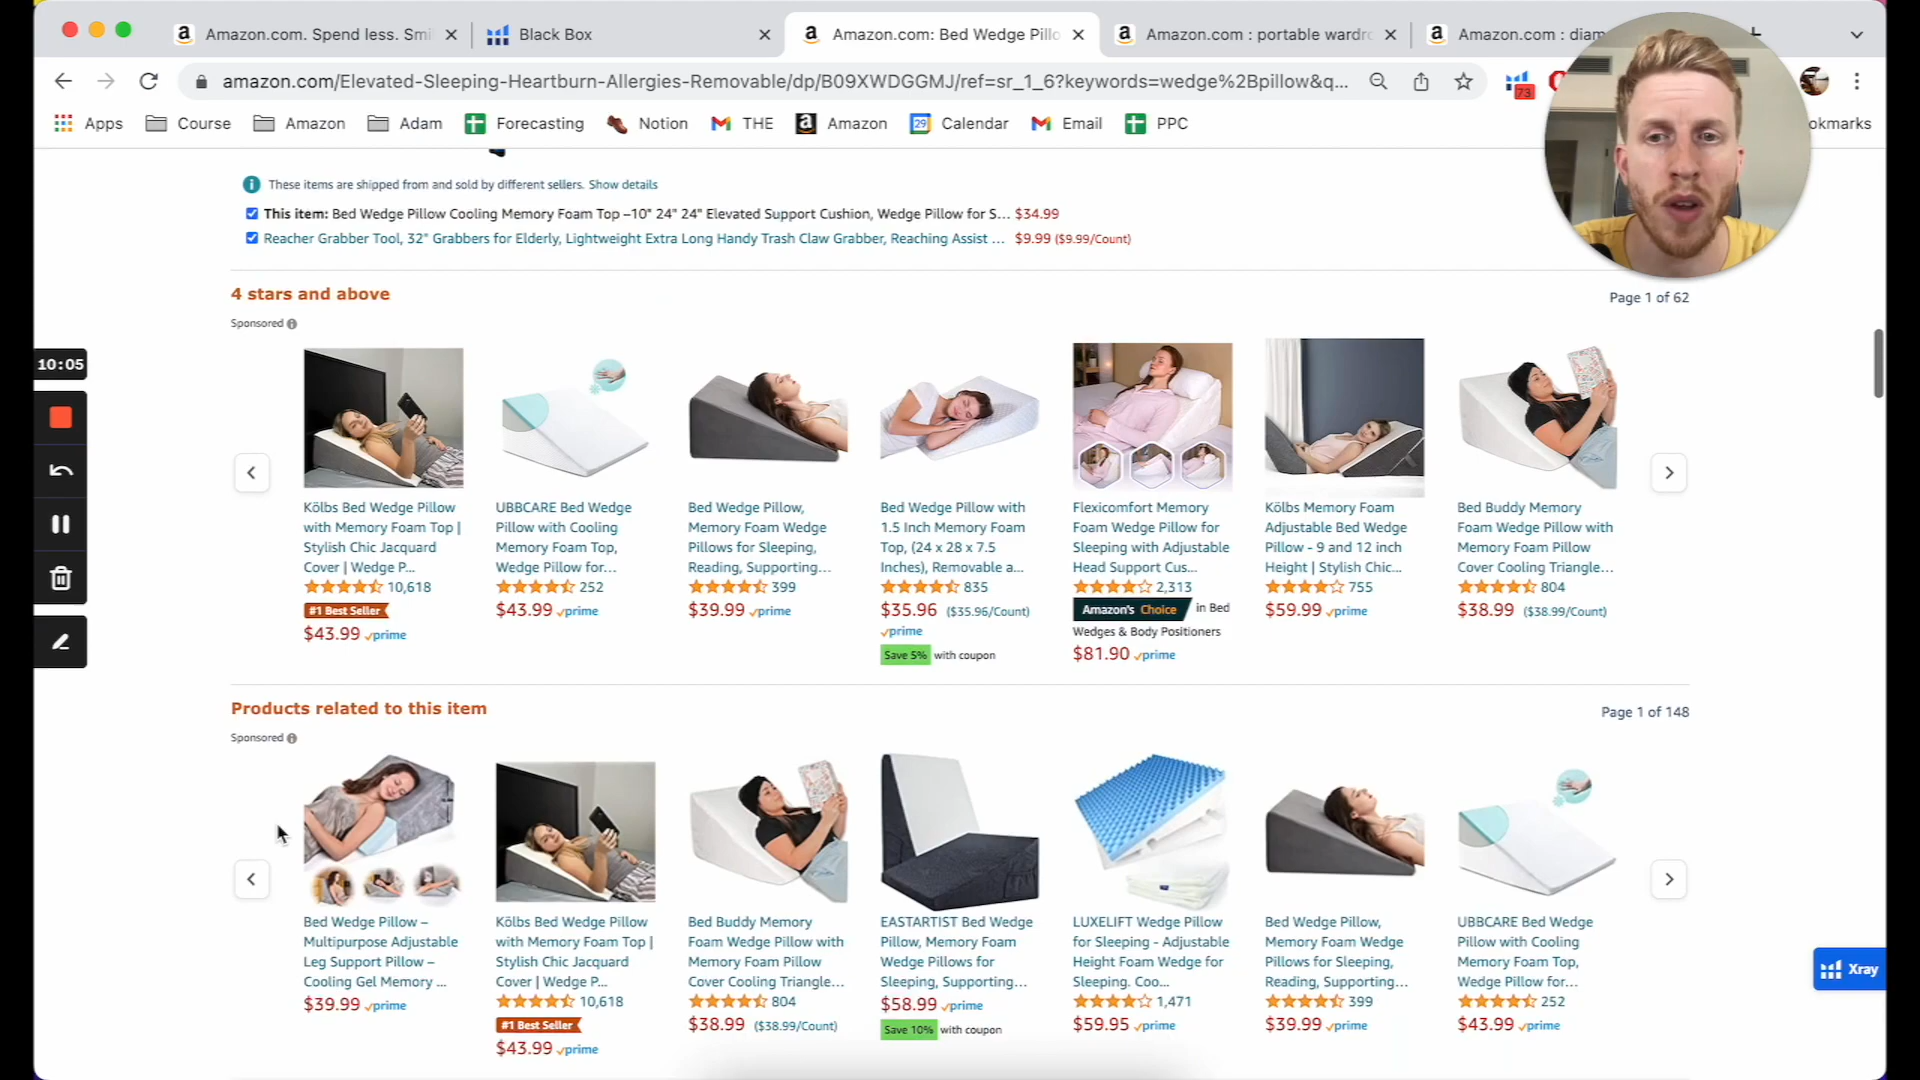 Amazon.com. Spend less. Smi
Black Box
Amazon.com: Bed Wedge Pillo
Amazon.com : portable wardro
Amazon.com : diam
amazon.com/Elevated-Sleeping-Heartburn-Allergies-Removable/dp/B09XWDGGMJ/ref=sr_1_6?keywords=wedge%2Bpillow&q...
73
Apps
Course
Amazon
Adam
Forecasting
Notion
THE
Amazon
29
Calendar
Email
PPC
okmarks
These items are shipped from and sold by different sellers. Show details
This item: Bed Wedge Pillow Cooling Memory Foam Top –10" 24" 24" Elevated Support Cushion, Wedge Pillow for S... $34.99
Reacher Grabber Tool, 32" Grabbers for Elderly, Lightweight Extra Long Handy Trash Claw Grabber, Reaching Assist ... $9.99 ($9.99/Count)
4 stars and above
Page 1 of 62
Sponsored
10:05
Kölbs Bed Wedge Pillow
with Memory Foam Top |
Stylish Chic Jacquard
Cover | Wedge P...
10,618
#1 Best Seller
$43.99 prime
UBBCARE Bed Wedge
Pillow with Cooling
Memory Foam Top,
Wedge Pillow for...
252
$43.99 prime
Bed Wedge Pillow,
Memory Foam Wedge
Pillows for Sleeping,
Reading, Supporting...
399
$39.99 prime
Bed Wedge Pillow with
1.5 Inch Memory Foam
Top, (24 x 28 x 7.5
Inches), Removable a...
835
$35.96 ($35.96/Count)
prime
Save 5% with coupon
Flexicomfort Memory
Foam Wedge Pillow for
Sleeping with Adjustable
Head Support Cus...
2,313
Amazon's Choice in Bed
Wedges & Body Positioners
$81.90 prime
Kölbs Memory Foam
Adjustable Bed Wedge
Pillow - 9 and 12 inch
Height | Stylish Chic...
755
$59.99 prime
Bed Buddy Memory
Foam Wedge Pillow with
Memory Foam Pillow
Cover Cooling Triangle...
804
$38.99 ($38.99/Count)
Products related to this item
Page 1 of 148
Sponsored
Bed Wedge Pillow –
Multipurpose Adjustable
Leg Support Pillow –
Cooling Gel Memory ...
$39.99 prime
Kölbs Bed Wedge Pillow
with Memory Foam Top |
Stylish Chic Jacquard
Cover | Wedge P...
10,618
#1 Best Seller
$43.99 prime
Bed Buddy Memory
Foam Wedge Pillow with
Memory Foam Pillow
Cover Cooling Triangle...
804
$38.99 ($38.99/Count)
EASTARTIST Bed Wedge
Pillow, Memory Foam
Wedge Pillows for
Sleeping, Supporting...
$58.99 prime
Save 10% with coupon
LUXELIFT Wedge Pillow
for Sleeping - Adjustable
Height Foam Wedge for
Sleeping. Coo...
1,471
$59.95 prime
Bed Wedge Pillow,
Memory Foam Wedge
Pillows for Sleeping,
Reading, Supporting...
399
$39.99 prime
UBBCARE Bed Wedge
Pillow with Cooling
Memory Foam Top,
Wedge Pillow for...
252
$43.99 prime
Xray